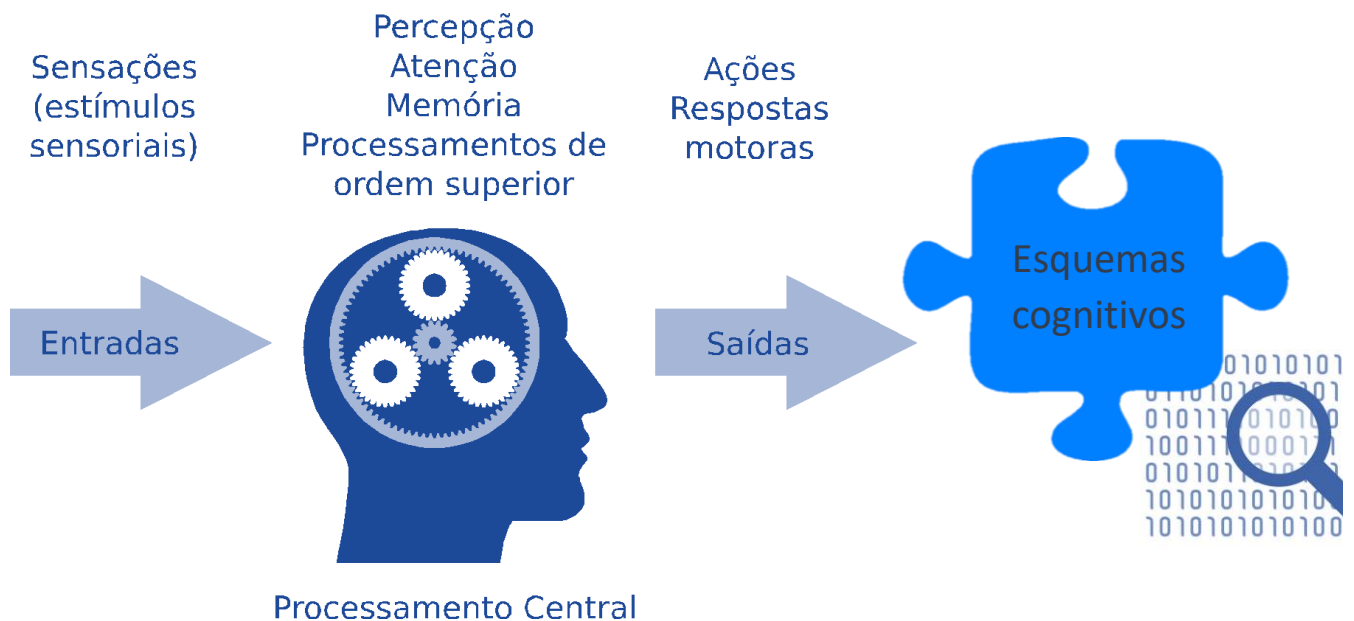 Sensações
(estímulos
sensoriais)
Percepção
Atenção
Memória
Processamentos de
ordem superior
Ações
Respostas
motoras
Entradas
Saídas
Esquemas
cognitivos
Processamento Central